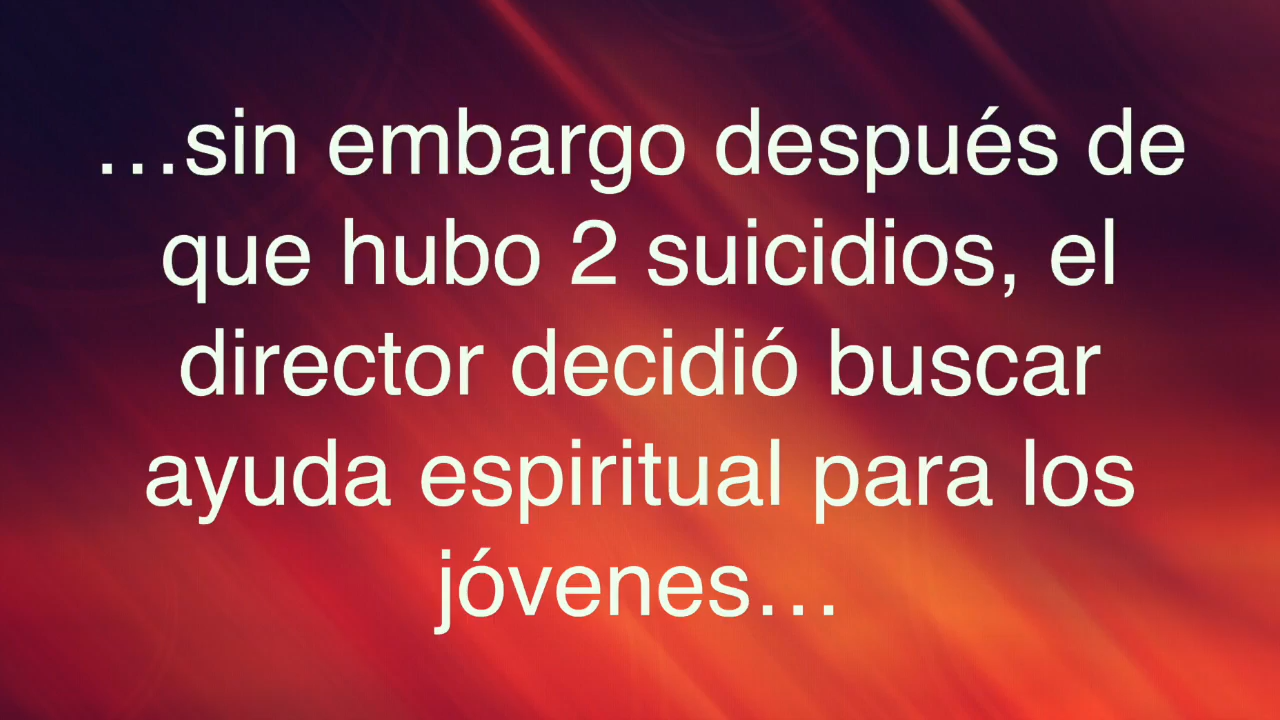 …sin embargo después de
que hubo 2 suicidios, el
director decidió buscar
ayuda espiritual para los
jóvenes…